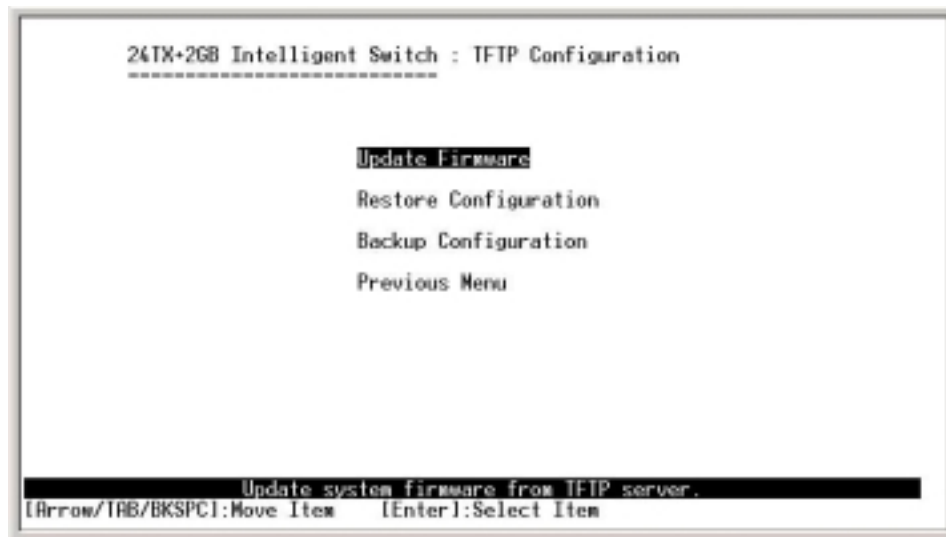 24TX+2GB Intelligent Switch : TFTP Configuration
---------------------------
Update Firmware
Restore Configuration
Backup Configuration
Previous Menu
Update system firmware from TFTP server.
[Arrow/TAB/BKSPC]:Move Item [Enter]:Select Item